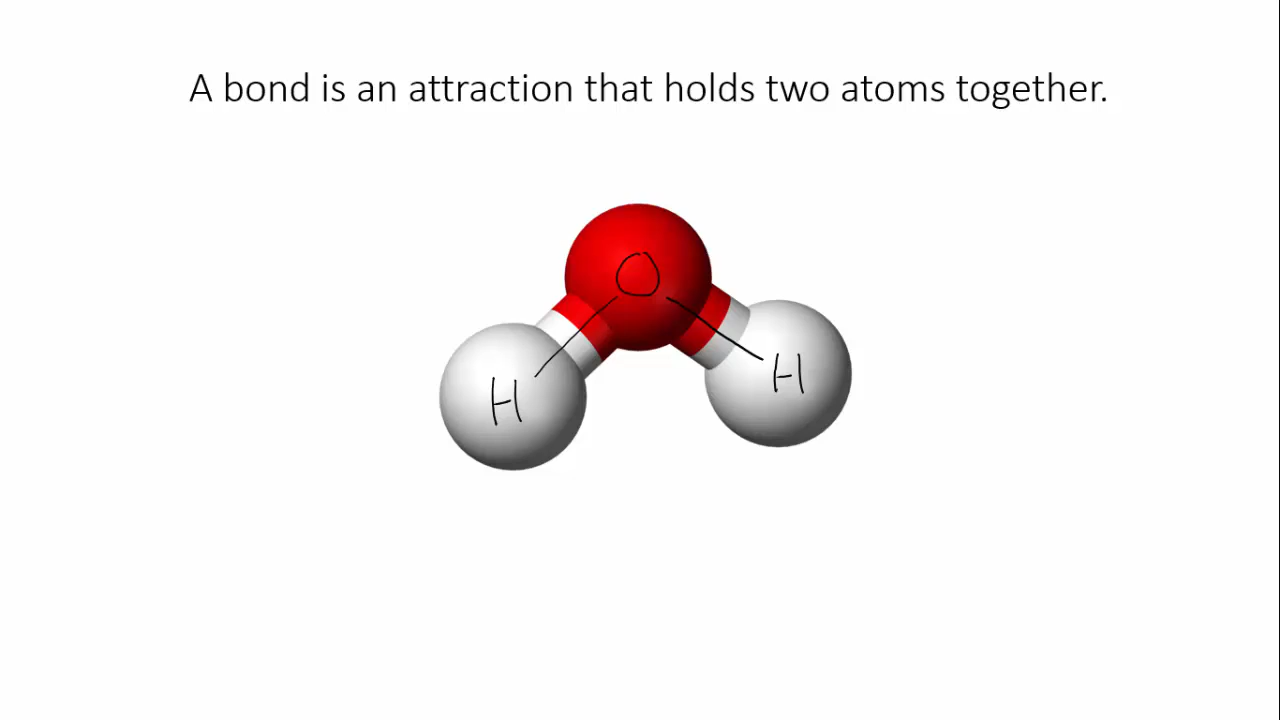 A bond is an attraction that holds two atoms together.
O
H
H